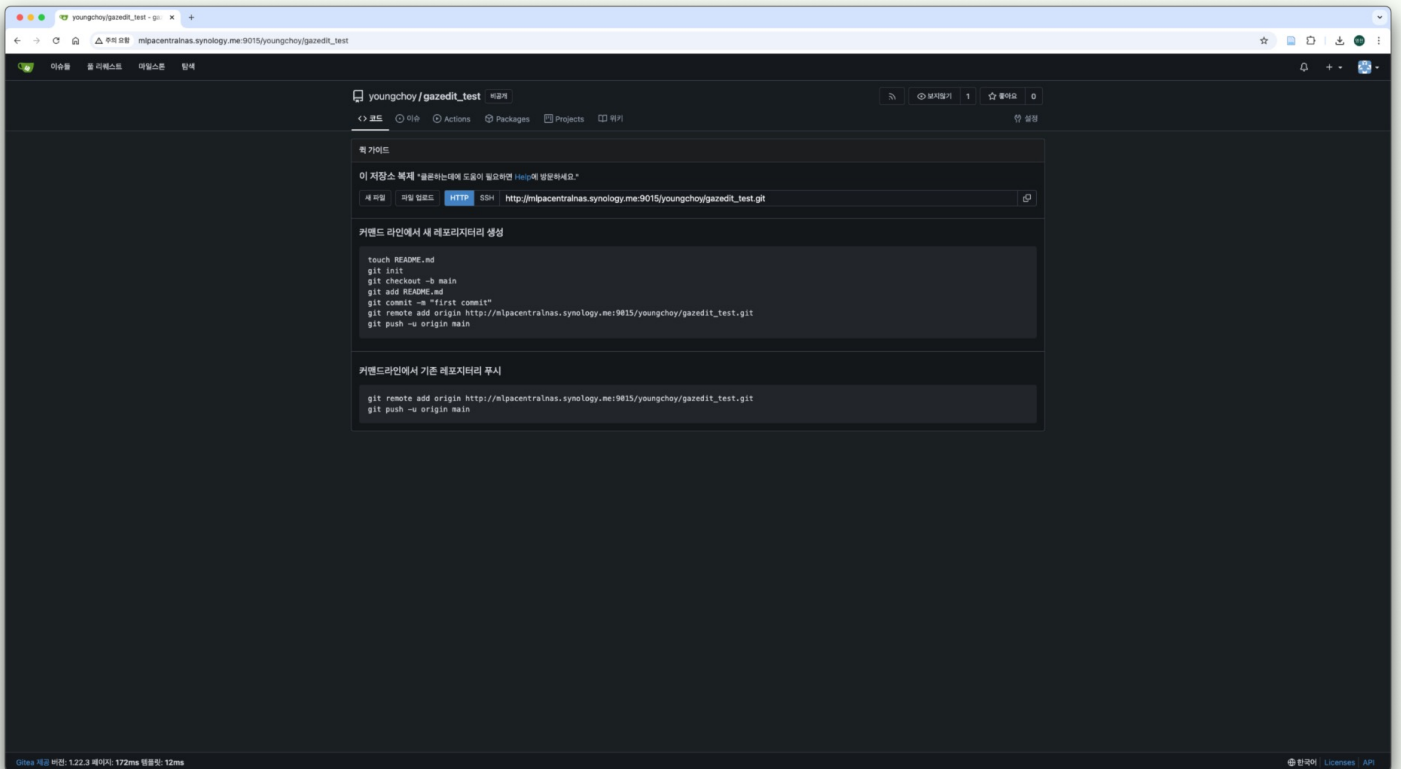 youngchoy/gazedit_test - ga
주의 요함 mlpacentralnas.synology.me:9015/youngchoy/gazedit_test
이슈들 풀 리퀘스트 마일스톤 탐색
youngchoy / gazedit_test 비공개
보지않기 1 좋아요 0
코드 이슈 Actions Packages Projects 위키 설정
퀵 가이드
이 저장소 복제 "클론하는데에 도움이 필요하면 Help에 방문하세요."
새 파일 파일 업로드 HTTP SSH http://mlpacentralnas.synology.me:9015/youngchoy/gazedit_test.git
커맨드 라인에서 새 레포리지터리 생성
touch README.md
git init
git checkout -b main
git add README.md
git commit -m "first commit"
git remote add origin http://mlpacentralnas.synology.me:9015/youngchoy/gazedit_test.git
git push -u origin main
커맨드라인에서 기존 레포지터리 푸시
git remote add origin http://mlpacentralnas.synology.me:9015/youngchoy/gazedit_test.git
git push -u origin main
Gitea 제공 버전: 1.22.3 페이지: 172ms 템플릿: 12ms
한국어 Licenses API